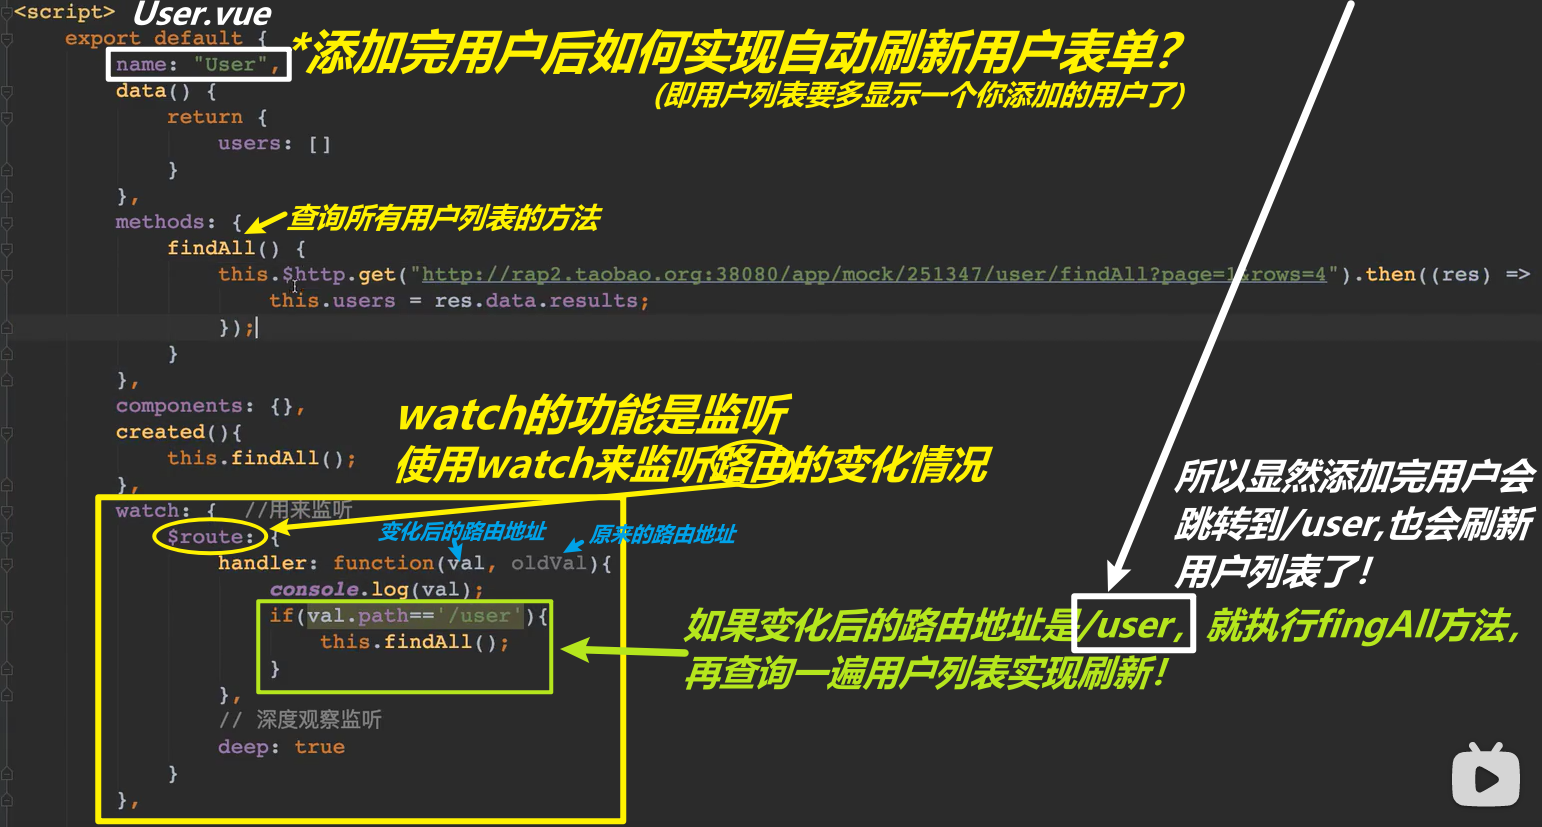 <script> User.vue
export default {
*添加完用户后如何实现自动刷新用户表单?
name: "User",
(即用户列表要多显示一个你添加的用户了)
data() {
return {
users: []
}
},
methods: {
查询所有用户列表的方法
findAll() {
this.$http.get("http://rap2.taobao.org:38080/app/mock/251347/user/findAll?page=1&rows=4").then((res) =>
this.users = res.data.results;
});
}
},
components: {},
watch的功能是监听
created(){
this.findAll();
使用watch来监听路由的变化情况
},
所以显然添加完用户会
跳转到/user,也会刷新
用户列表了!
watch: { //用来监听
$route: {
变化后的路由地址 原来的路由地址
handler: function(val, oldVal){
console.log(val);
if(val.path=='/user'){
this.findAll();
}
如果变化后的路由地址是/user, 就执行fingAll方法,
再查询一遍用户列表实现刷新!
},
// 深度观察监听
deep: true
}
},